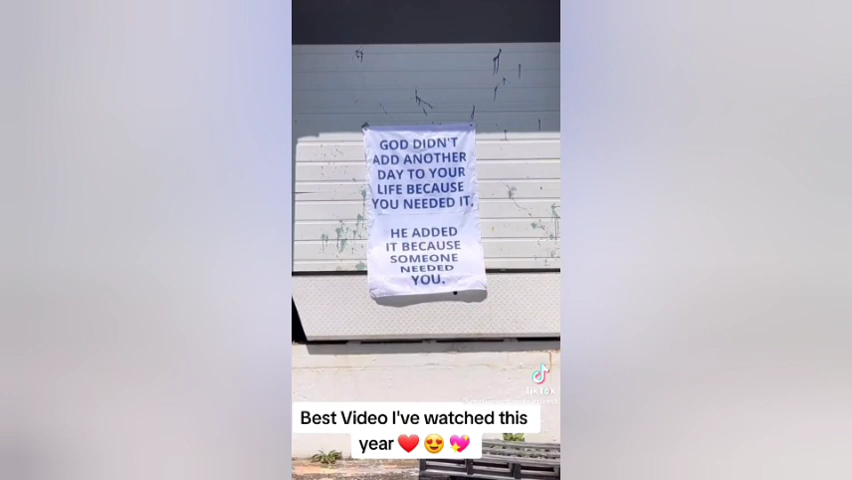 GOD DIDN'T
ADD ANOTHER
DAY TO YOUR
LIFE BECAUSE
YOU NEEDED IT.
HE ADDED
IT BECAUSE
SOMEONE
NEEDED
YOU.
TikTok
Best Video I've watched this
year ❤️ 😍 💖